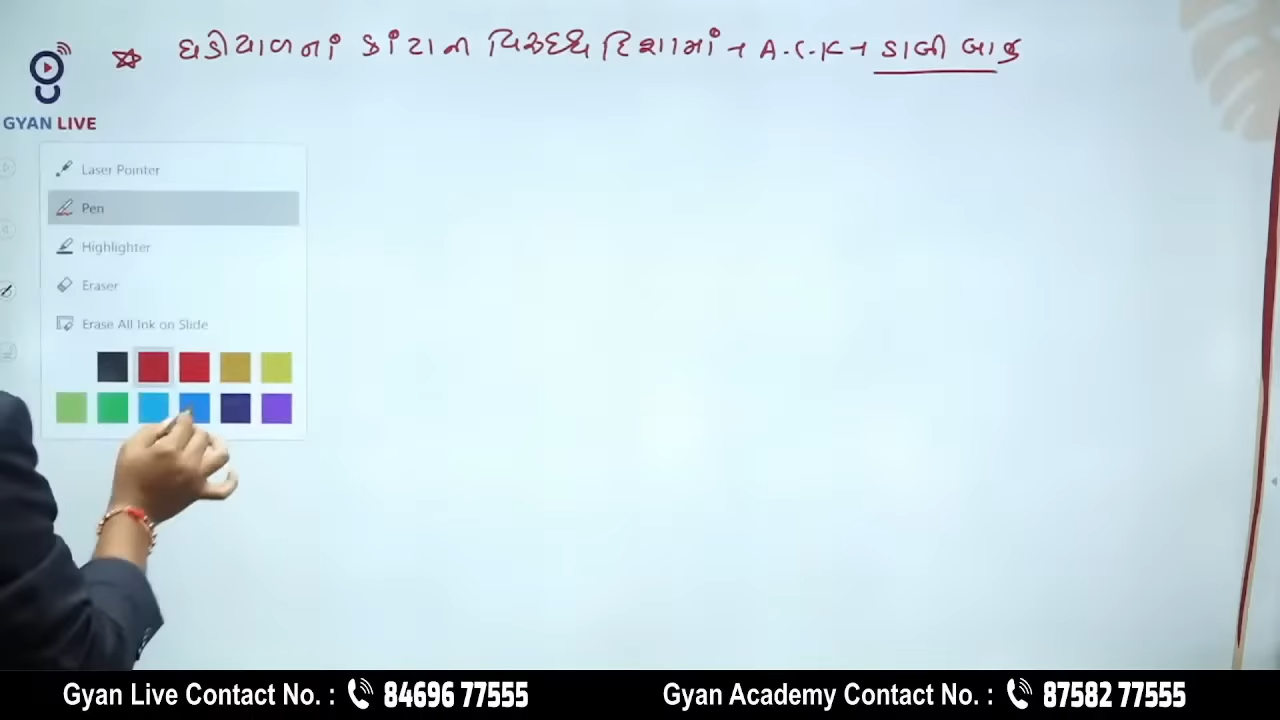 ઘડીયાળનાં કાંટાની વિરુદ્ધ દિશામાં → A.C.K → ડાબી બાજુ
GYAN LIVE
Laser Pointer
Pen
Highlighter
Eraser
Erase All Ink on Slide
Gyan Live Contact No. : 84696 77555 Gyan Academy Contact No. : 87582 77555